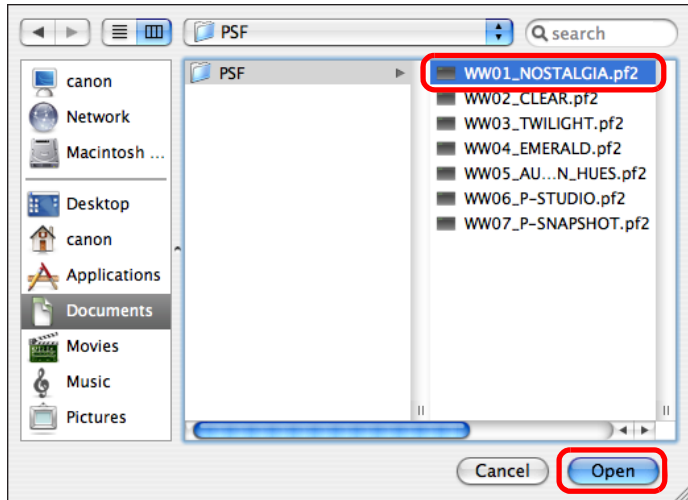 PSF
search
canon
Network
Macintosh ...
Desktop
canon
Applications
Documents
Movies
Music
Pictures
PSF
WW01_NOSTALGIA.pf2
WW02_CLEAR.pf2
WW03_TWILIGHT.pf2
WW04_EMERALD.pf2
WW05_AU...N_HUES.pf2
WW06_P-STUDIO.pf2
WW07_P-SNAPSHOT.pf2
Cancel
Open